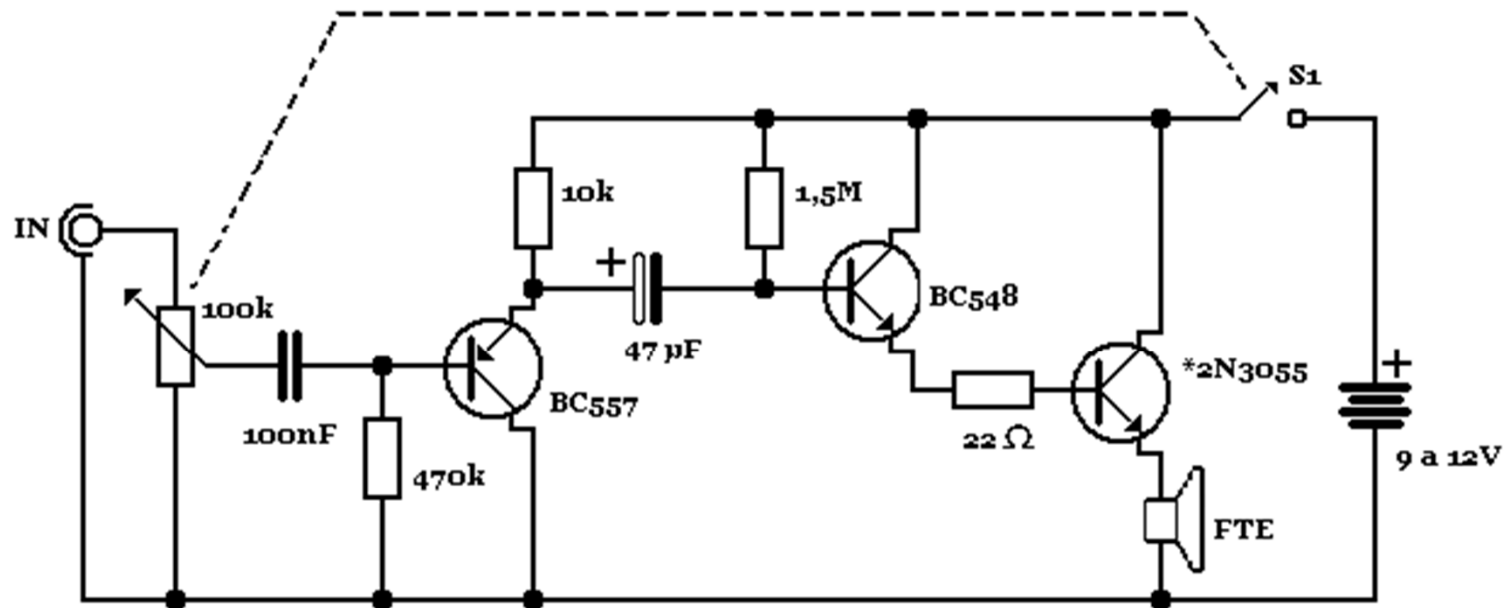 S1
IN
10k
1,5M
100k
+
BC548
47 µF
*2N3055
+
BC557
100nF
22 Ω
470k
9 a 12V
FTE